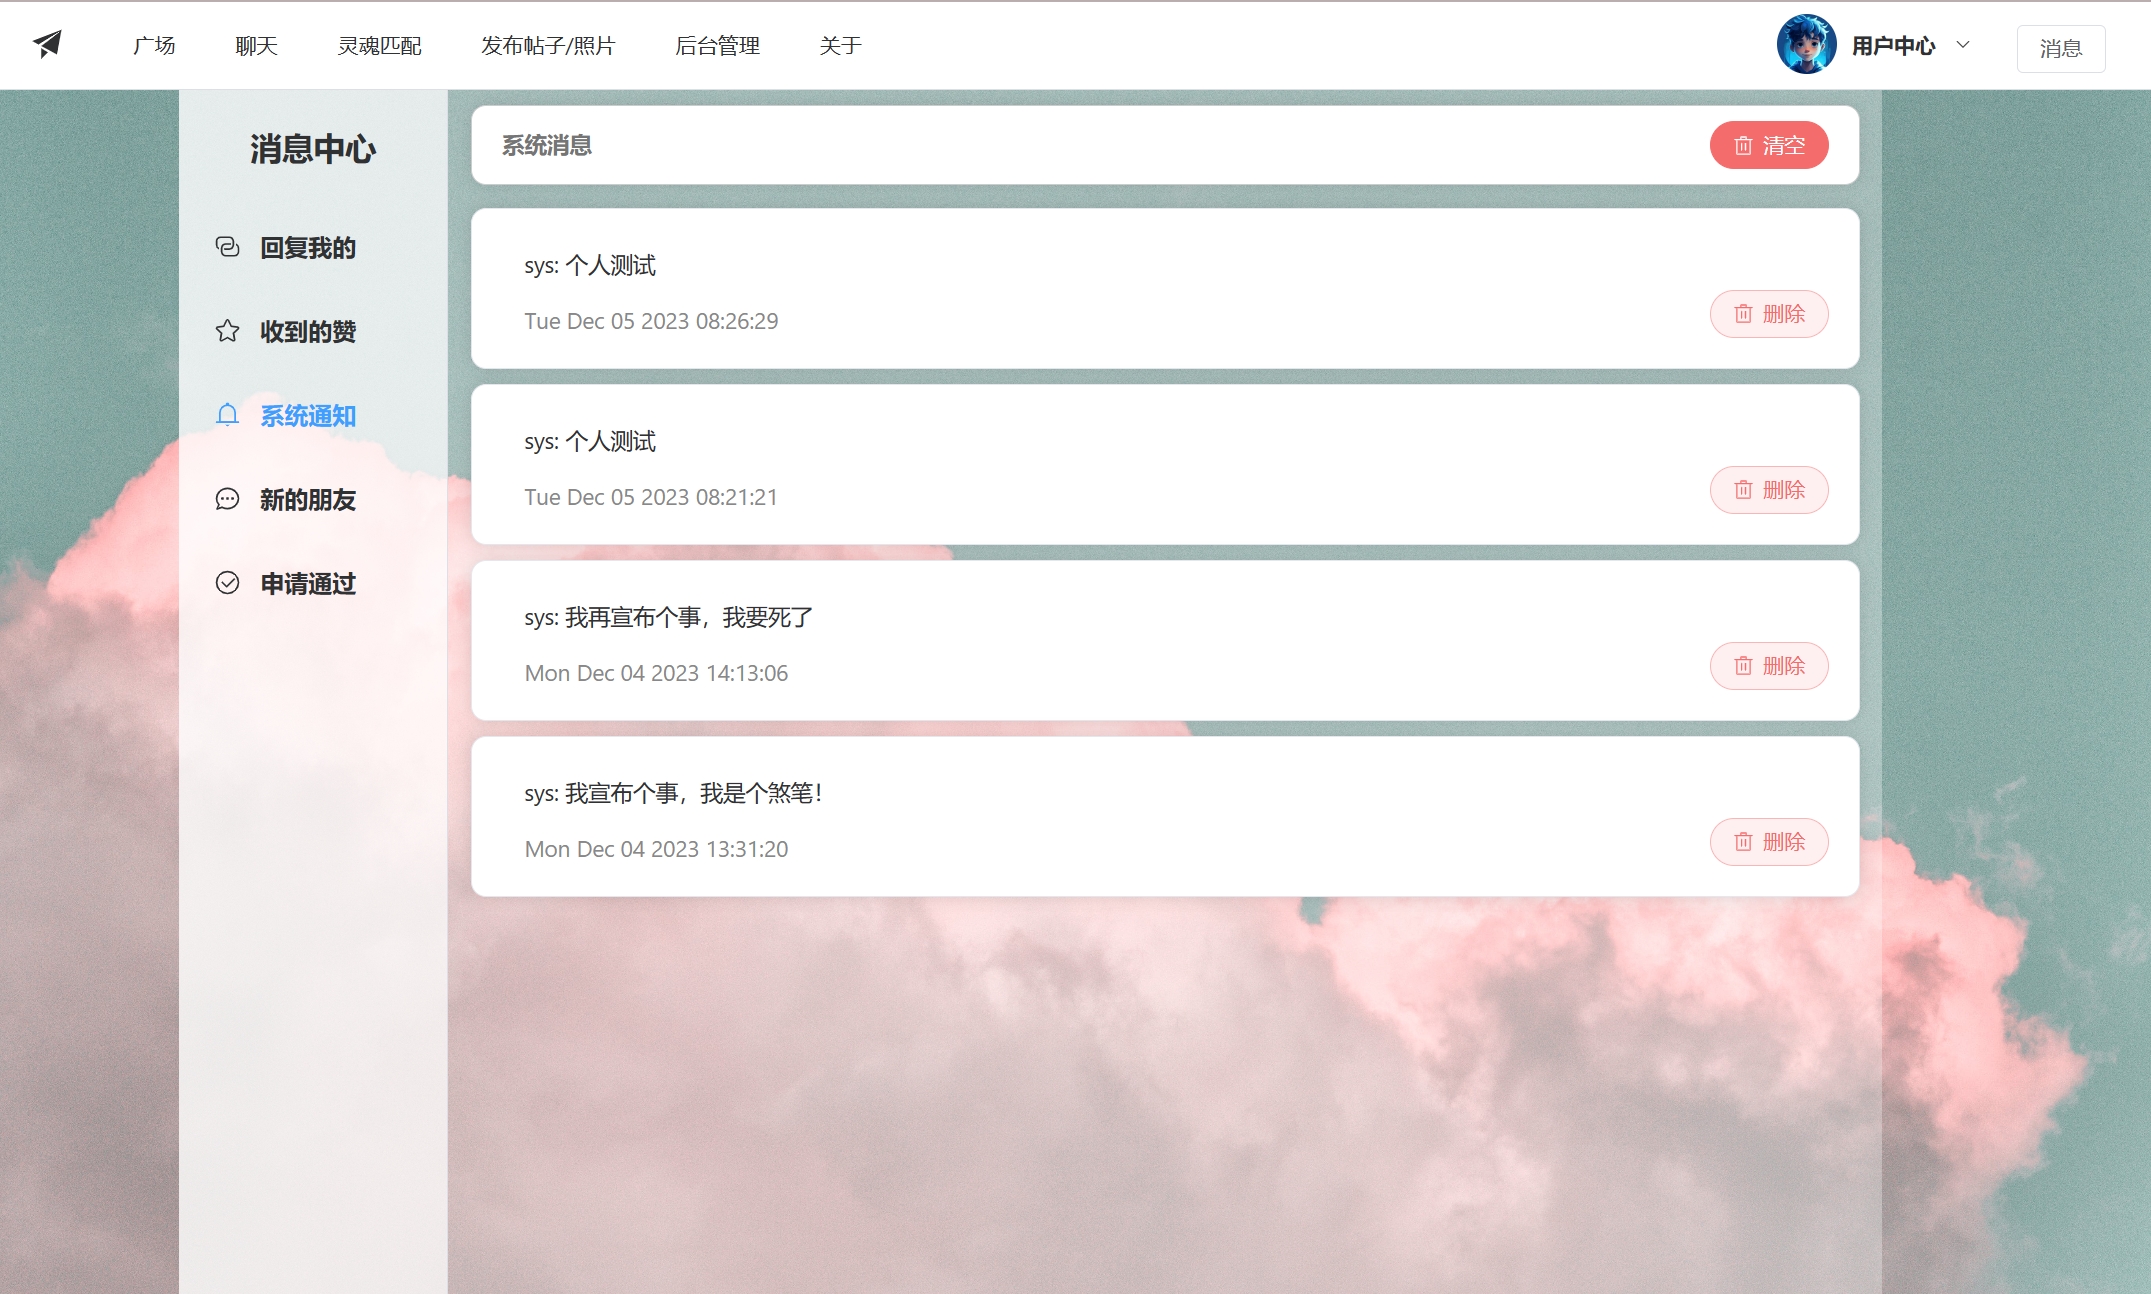 广场 聊天 灵魂匹配 发布帖子/照片 后台管理 关于 用户中心 消息
消息中心
回复我的
收到的赞
系统通知
新的朋友
申请通过
系统消息 清空
sys: 个人测试
Tue Dec 05 2023 08:26:29 删除
sys: 个人测试
Tue Dec 05 2023 08:21:21 删除
sys: 我再宣布个事，我要死了
Mon Dec 04 2023 14:13:06 删除
sys: 我宣布个事，我是个煞笔！
Mon Dec 04 2023 13:31:20 删除